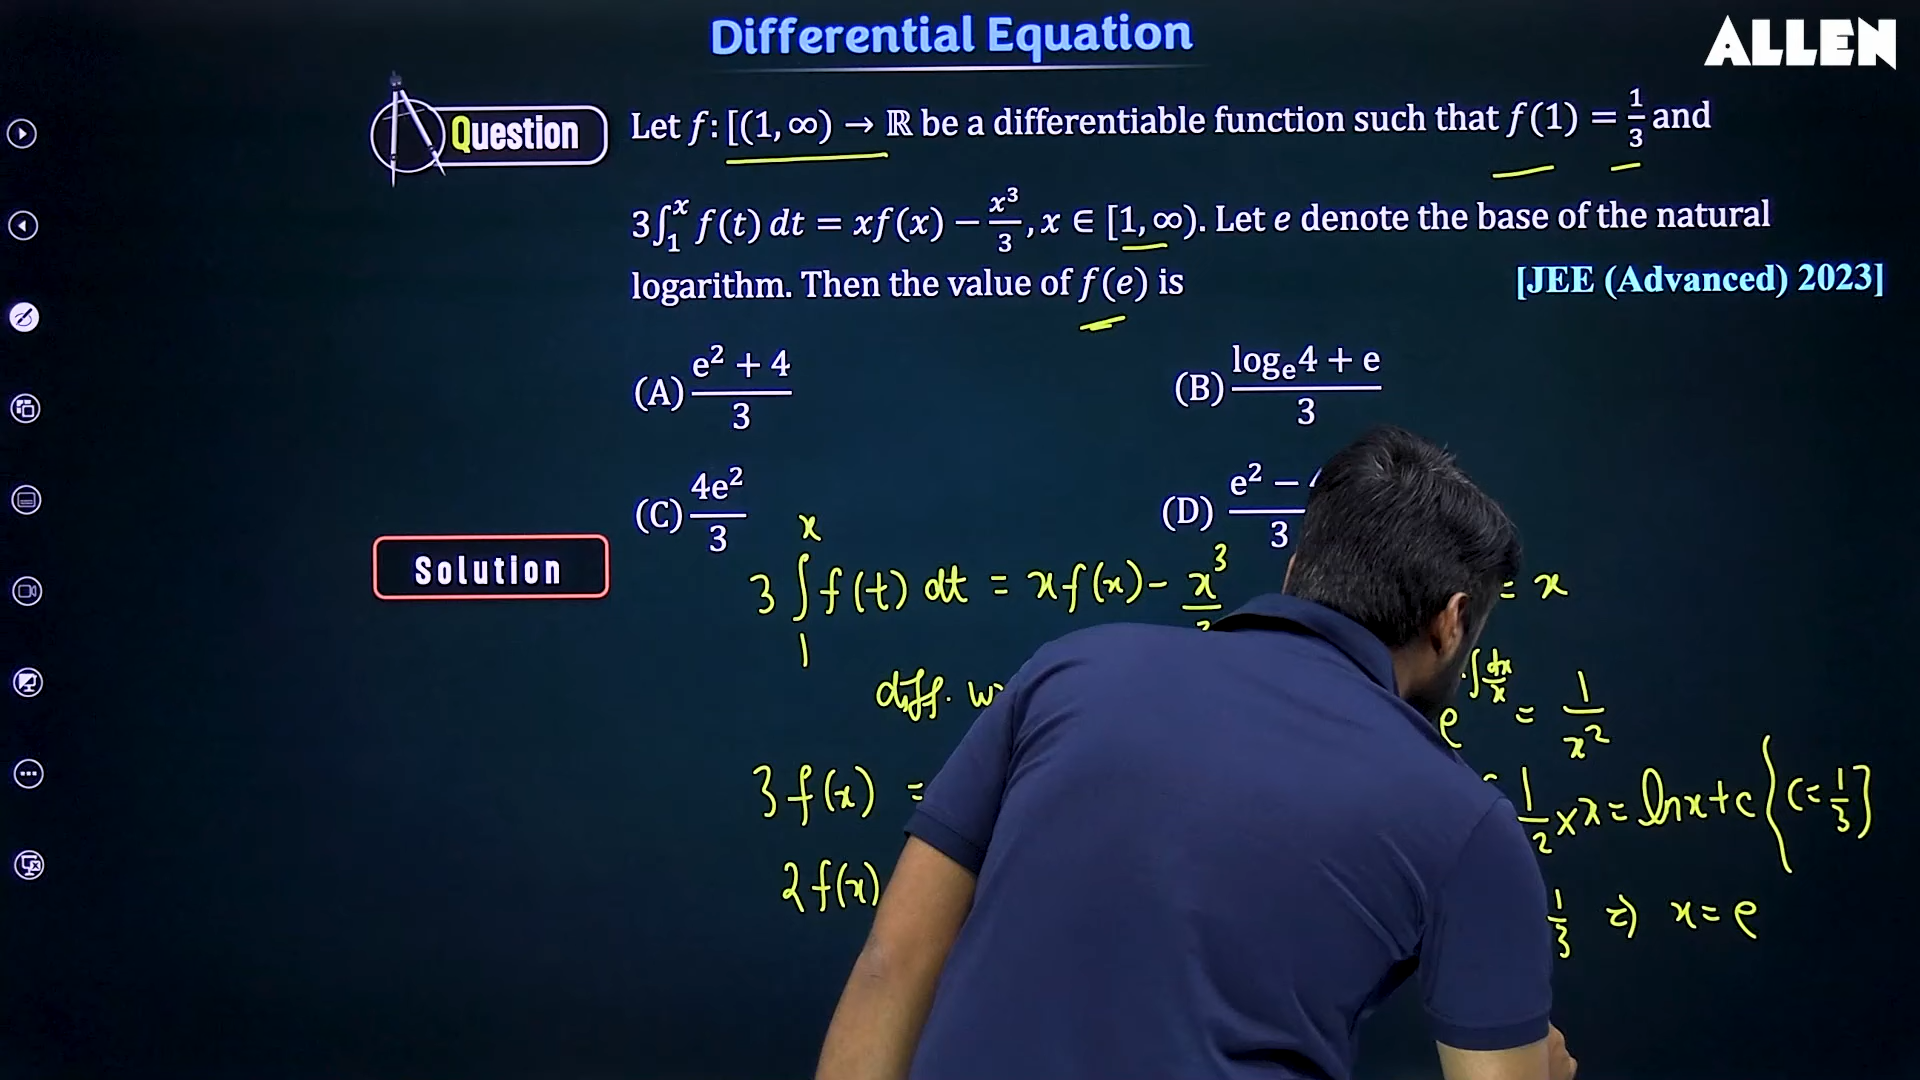 Differential Equation
ALLEN
Question
Let f: [(1, ∞) → ℝ be a differentiable function such that f(1) = 1/3 and
3∫₁ˣ f(t) dt = xf(x) − x³/3, x ∈ [1, ∞). Let e denote the base of the natural
logarithm. Then the value of f(e) is
[JEE (Advanced) 2023]
(A) (e² + 4)/3
(B) (logₑ4 + e)/3
(C) 4e²/3
(D) e² −
3
Solution
3 ∫₁ˣ f(t) dt = x f(x) − x³
= x
diff. w
e ∫dx/x = 1/x²
3 f(x) =
1/2 × x = ln x + c { c = 1/3 }
2 f(x)
1/3 ⇒ x = e